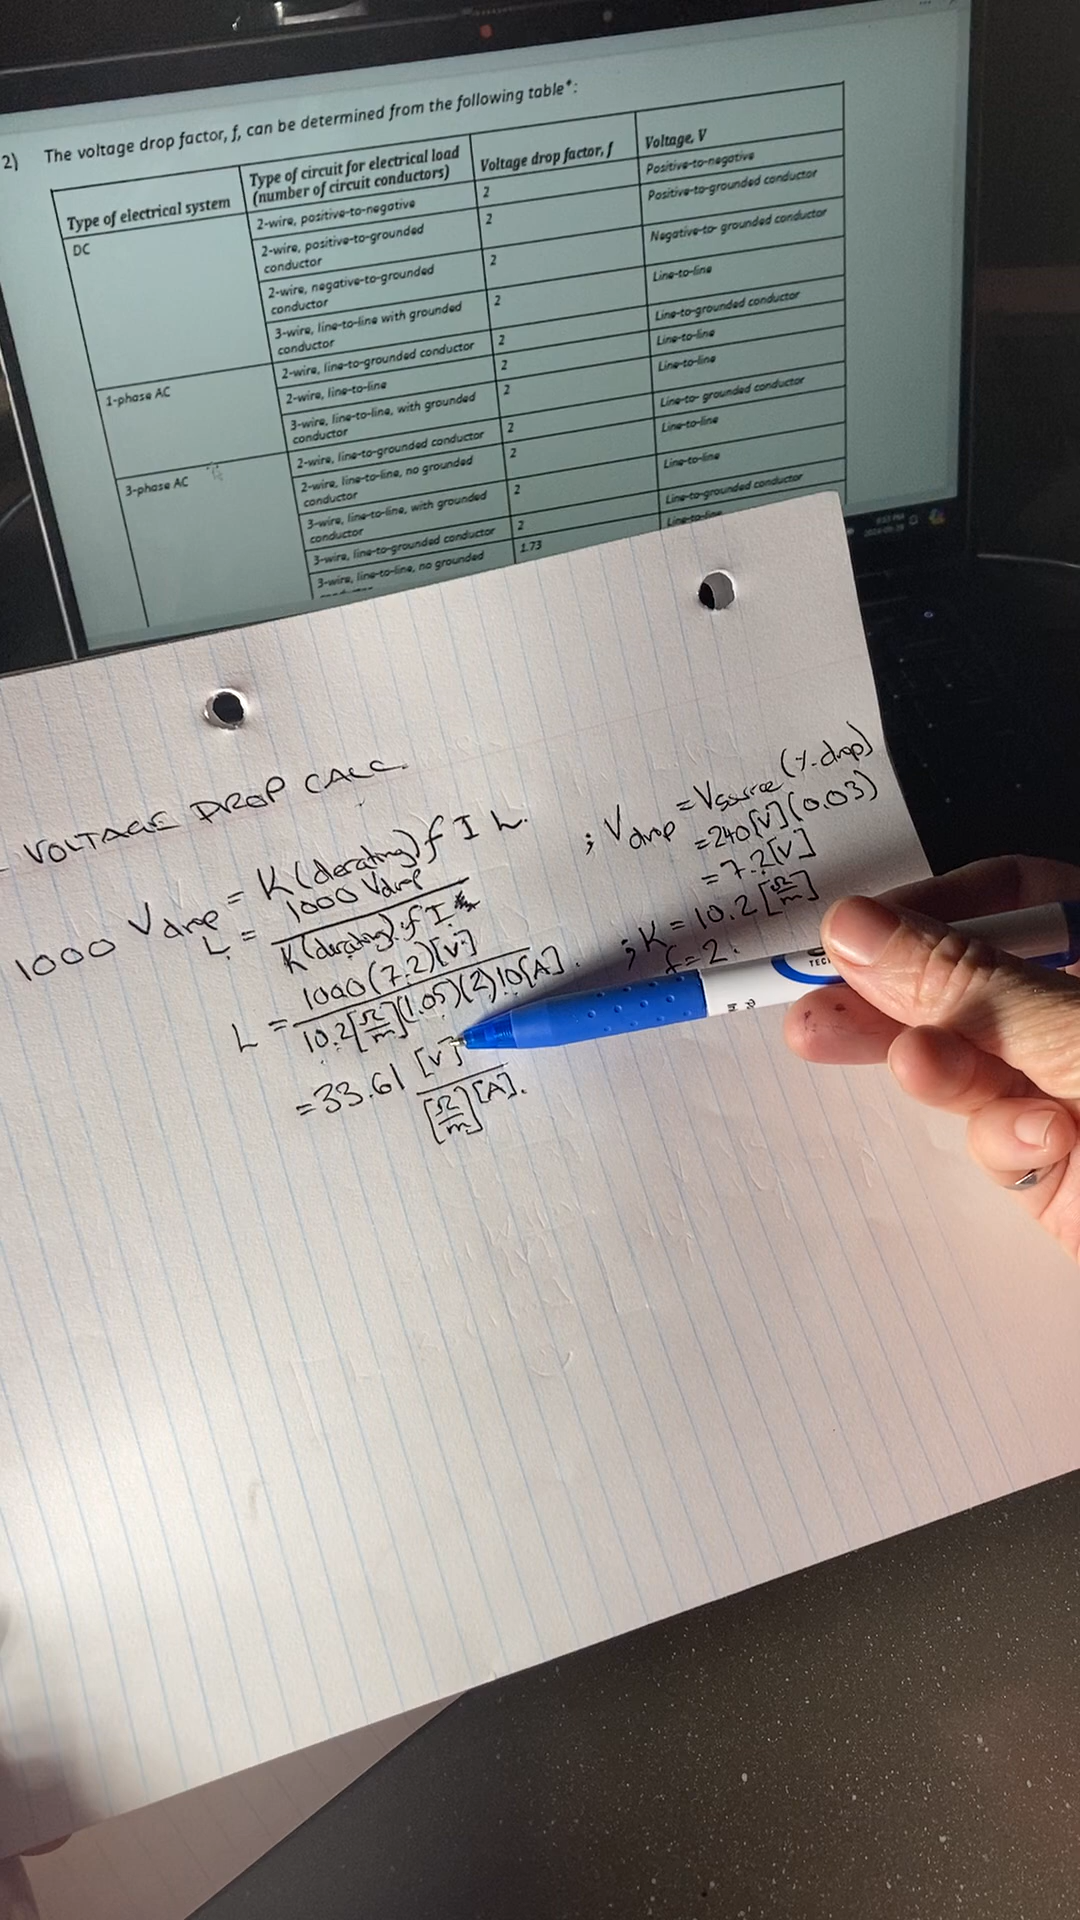 2) The voltage drop factor, f, can be determined from the following table*:
Type of electrical system
Type of circuit for electrical load
(number of circuit conductors)
Voltage drop factor, f
Voltage, V
DC
2-wire, positive-to-negative
2
Positive-to-negative
2-wire, positive-to-grounded
conductor
2
Positive-to-grounded conductor
2-wire, negative-to-grounded
conductor
2
Negative-to- grounded conductor
3-wire, line-to-line with grounded
conductor
2
Line-to-line
1-phase AC
2-wire, line-to-grounded conductor
2
Line-to-grounded conductor
2-wire, line-to-line
2
Line-to-line
3-wire, line-to-line, with grounded
conductor
2
Line-to-line
3-phase AC
2-wire, line-to-grounded conductor
2
Line-to- grounded conductor
2-wire, line-to-line, no grounded
conductor
2
Line-to-line
3-wire, line-to-line, with grounded
conductor
2
Line-to-line
3-wire, line-to-grounded conductor
2
Line-to-grounded conductor
3-wire, line-to-line, no grounded
1.73
Line-to-line
VOLTAGE DROP CALC
1000 Vdrop = K(derating) f I L.
; Vdrop = Vsource (%drop)
= 240[V](0.03)
= 7.2[V]
L = 1000 Vdrop
K(derating) f I
; K = 10.2 [Ω/m]
f = 2.
L = 1000(7.2)[V]
10.2[Ω/m](1.05)(2)10[A].
= 33.61 [V]
[Ω/m][A].
TEC